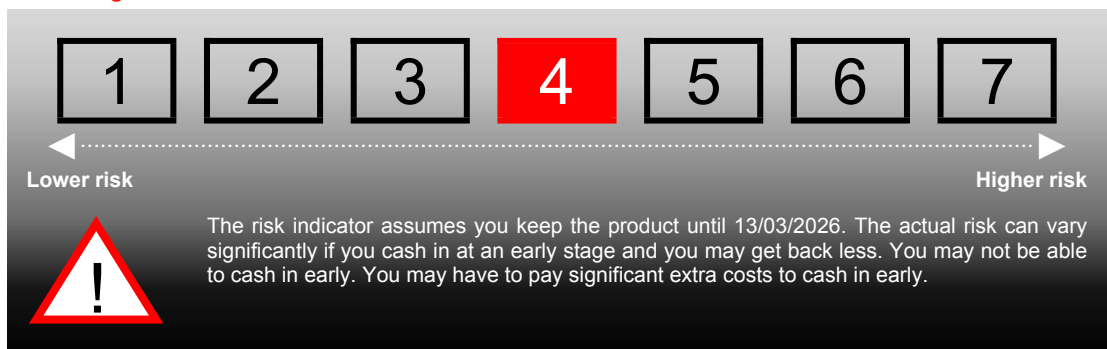 1 2 3 4 5 6 7
Lower risk Higher risk
The risk indicator assumes you keep the product until 13/03/2026. The actual risk can vary
significantly if you cash in at an early stage and you may get back less. You may not be able
to cash in early. You may have to pay significant extra costs to cash in early.
!